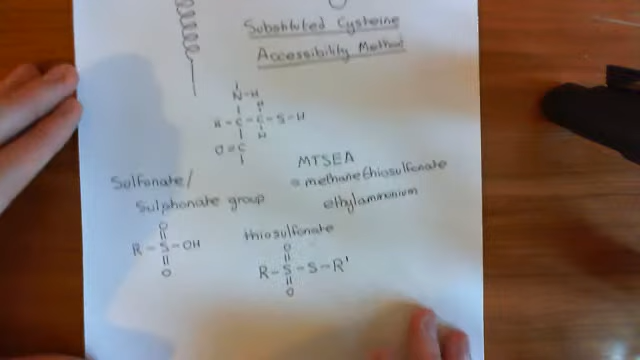 Substituted Cysteine
Accessibility Method
N-H
H
H-C-C-S-H
H
O=C
MTSEA
= methanethiosulfonate
ethylammonium
Sulfonate/
Sulphonate group
O
R-S-OH
O
thiosulfonate
O
R-S-S-R'
O